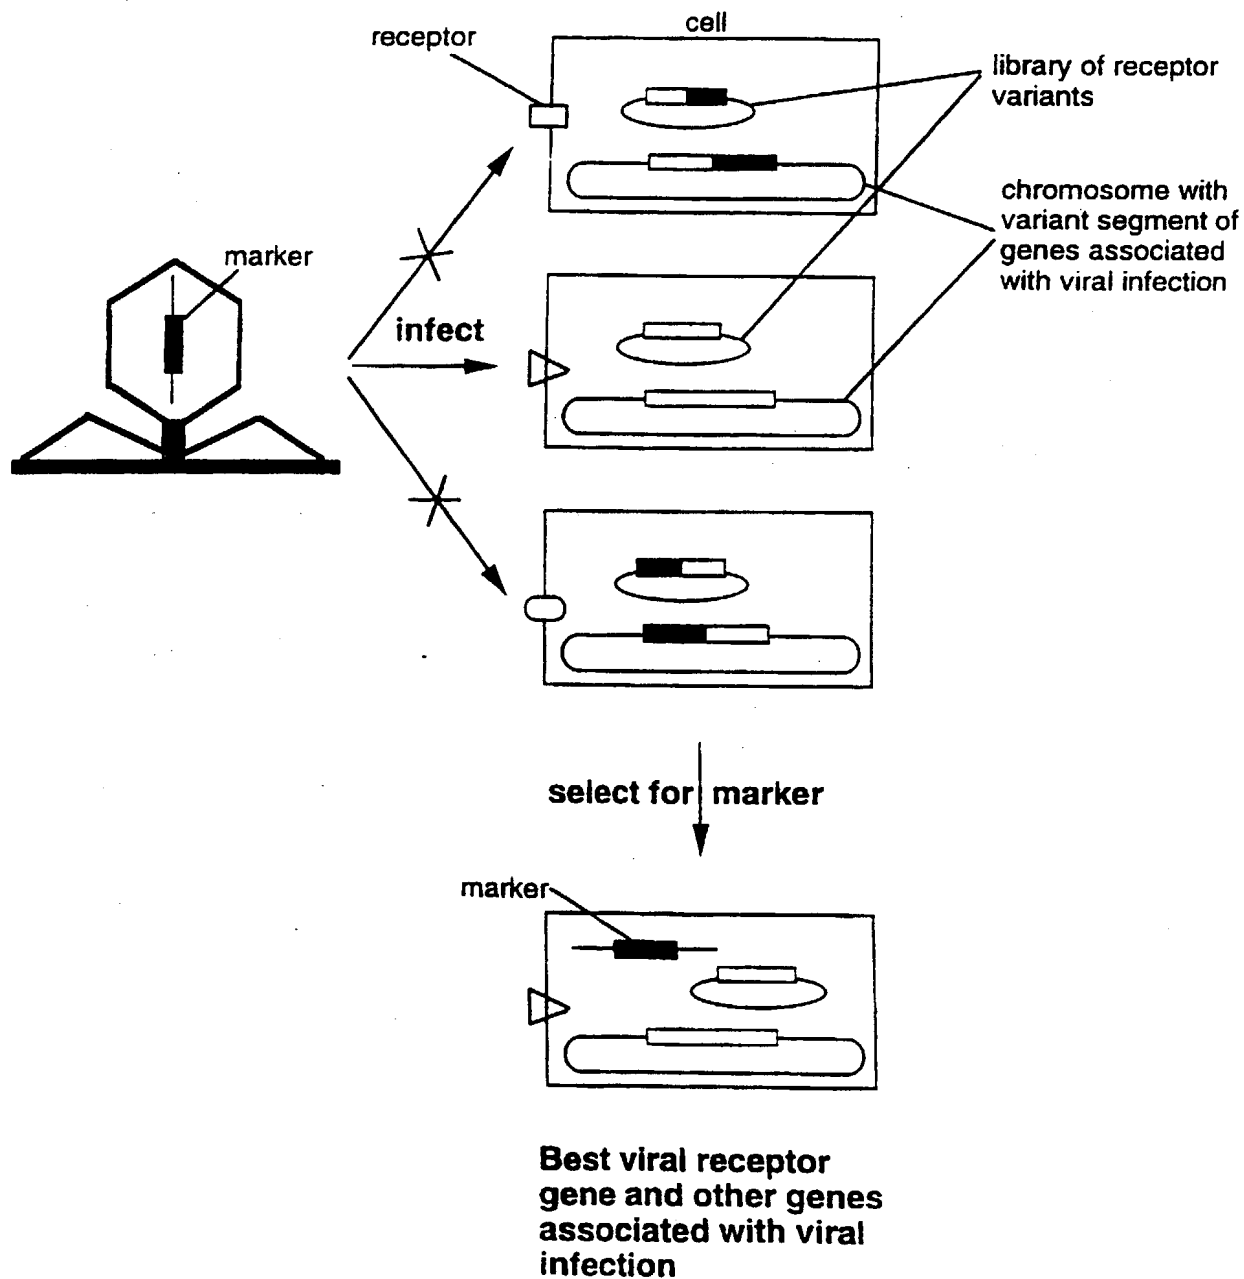 cell
receptor
library of receptor
variants
chromosome with
variant segment of
genes associated
with viral infection
marker
infect
select for marker
marker
Best viral receptor
gene and other genes
associated with viral
infection